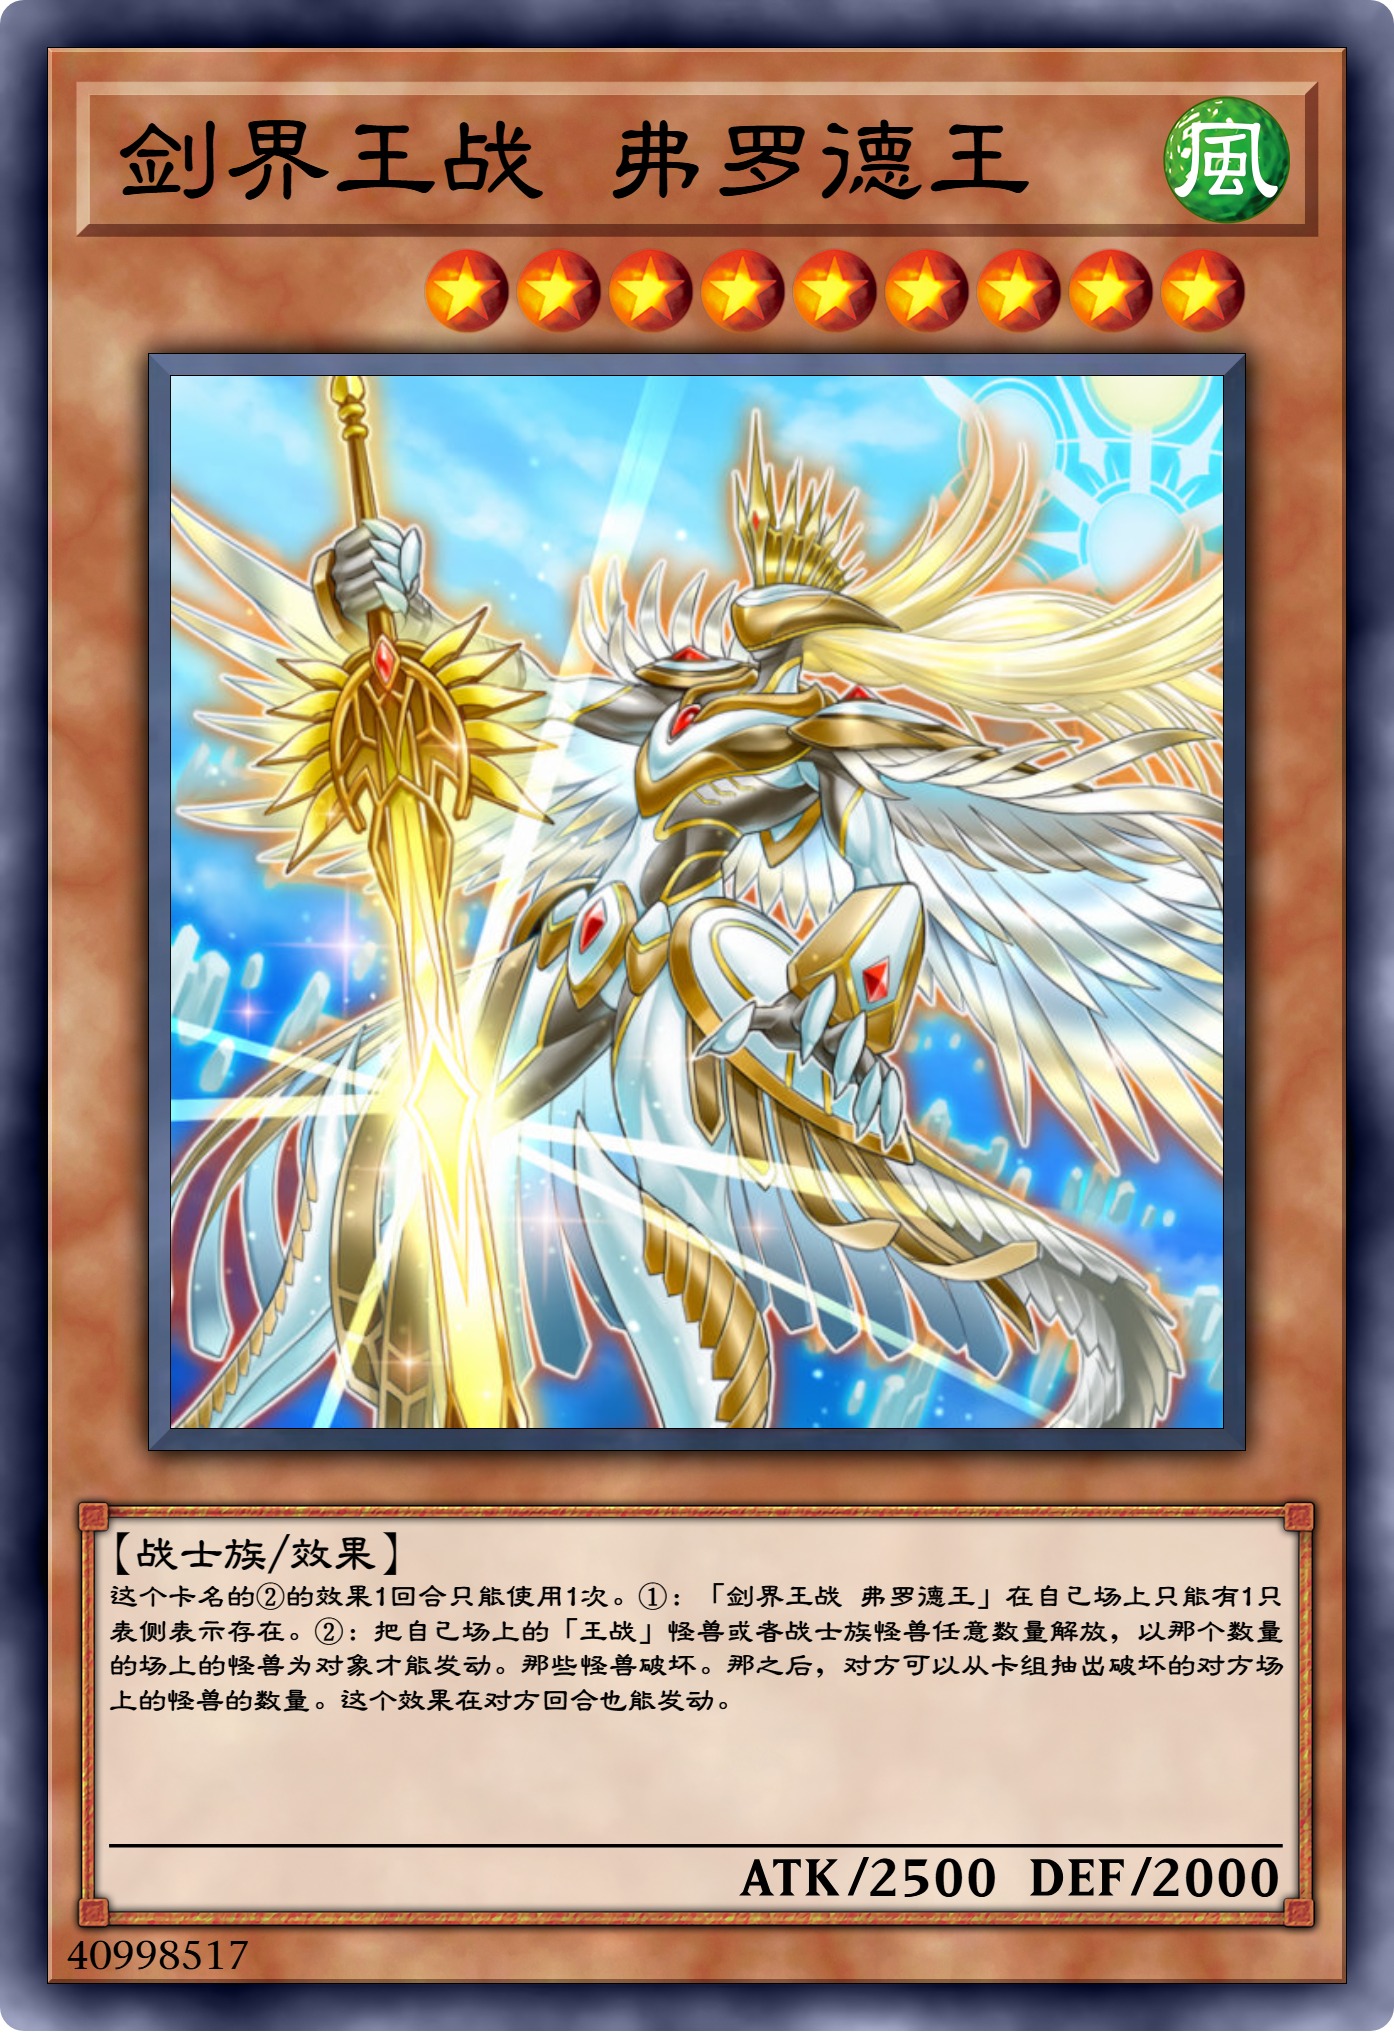 剑界王战 弗罗德王
風
【战士族/效果】
这个卡名的②的效果1回合只能使用1次。①：「剑界王战 弗罗德王」在自己场上只能有1只
表侧表示存在。②：把自己场上的「王战」怪兽或者战士族怪兽任意数量解放，以那个数量
的场上的怪兽为对象才能发动。那些怪兽破坏。那之后，对方可以从卡组抽出破坏的对方场
上的怪兽的数量。这个效果在对方回合也能发动。
ATK/2500 DEF/2000
40998517